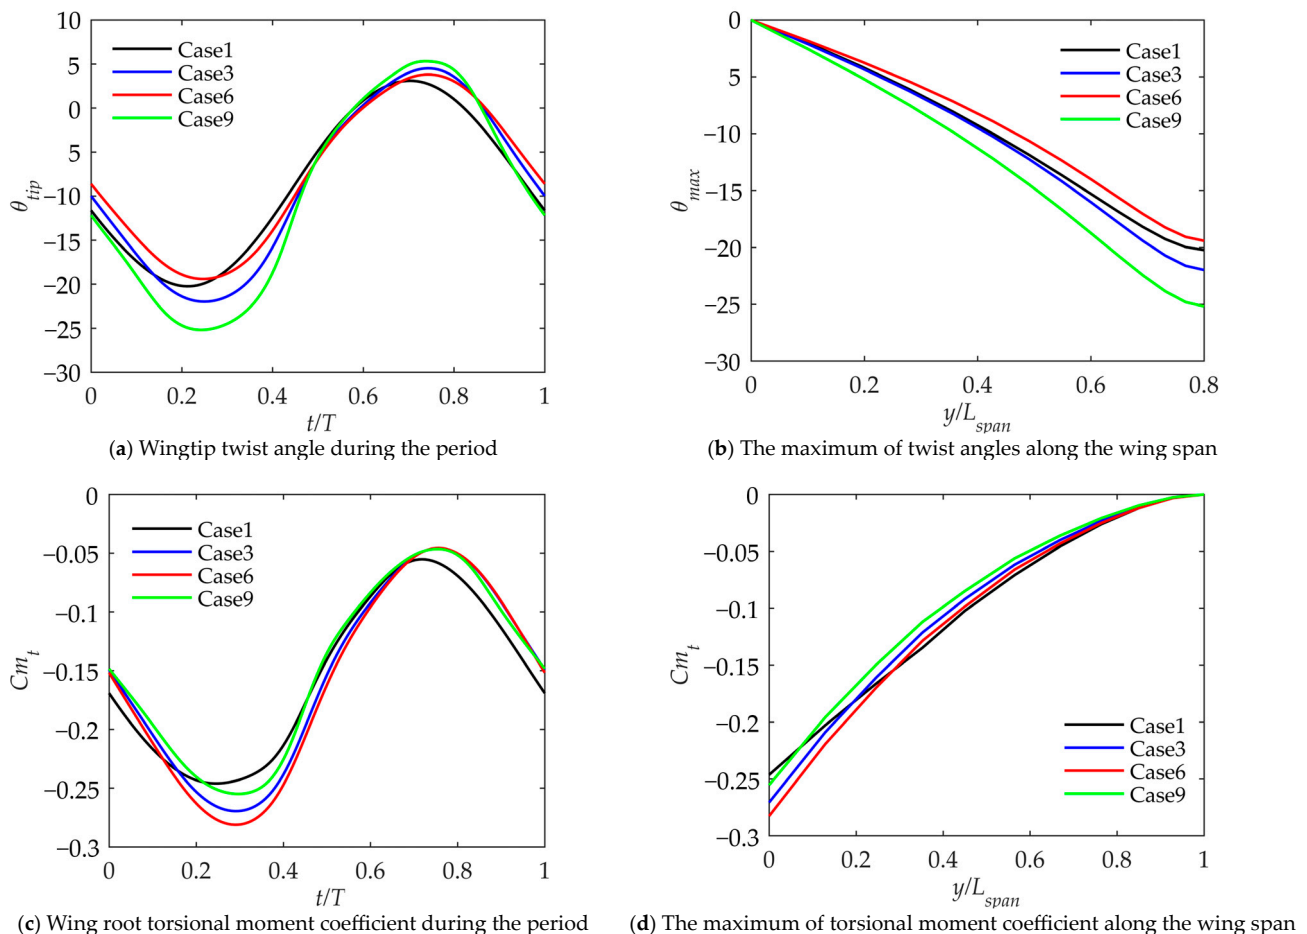 10
5
0
5
−10
−15
−20
−25
−30
θtip
Case1
Case3
Case6
Case9
0 0.2 0.4 0.6 0.8 1
t/T
(a) Wingtip twist angle during the period
0
5
−10
−15
−20
−25
−30
θmax
Case1
Case3
Case6
Case9
0 0.2 0.4 0.6 0.8
y/Lspan
(b) The maximum of twist angles along the wing span
0
−0.05
−0.1
−0.15
−0.2
−0.25
−0.3
Cmt
Case1
Case3
Case6
Case9
0 0.2 0.4 0.6 0.8 1
t/T
(c) Wing root torsional moment coefficient during the period
0
−0.05
−0.1
−0.15
−0.2
−0.25
−0.3
Cmt
Case1
Case3
Case6
Case9
0 0.2 0.4 0.6 0.8 1
y/Lspan
(d) The maximum of torsional moment coefficient along the wing span